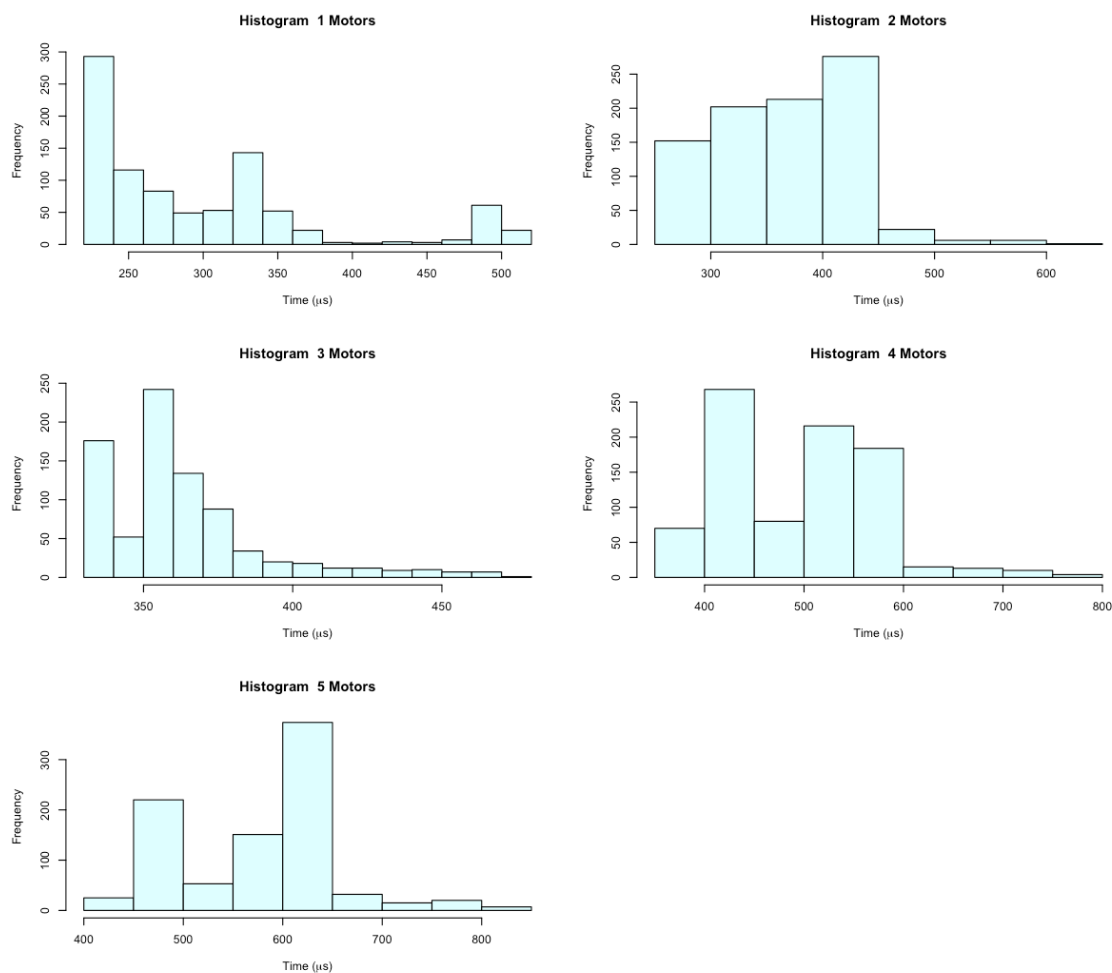 Histogram  1 Motors
Frequency
0 50 100 150 200 250 300
250 300 350 400 450 500
Time (μs)
Histogram  2 Motors
Frequency
0 50 100 150 200 250
300 400 500 600
Time (μs)
Histogram  3 Motors
Frequency
0 50 100 150 200 250
350 400 450
Time (μs)
Histogram  4 Motors
Frequency
0 50 100 150 200 250
400 500 600 700 800
Time (μs)
Histogram  5 Motors
Frequency
0 100 200 300
400 500 600 700 800
Time (μs)